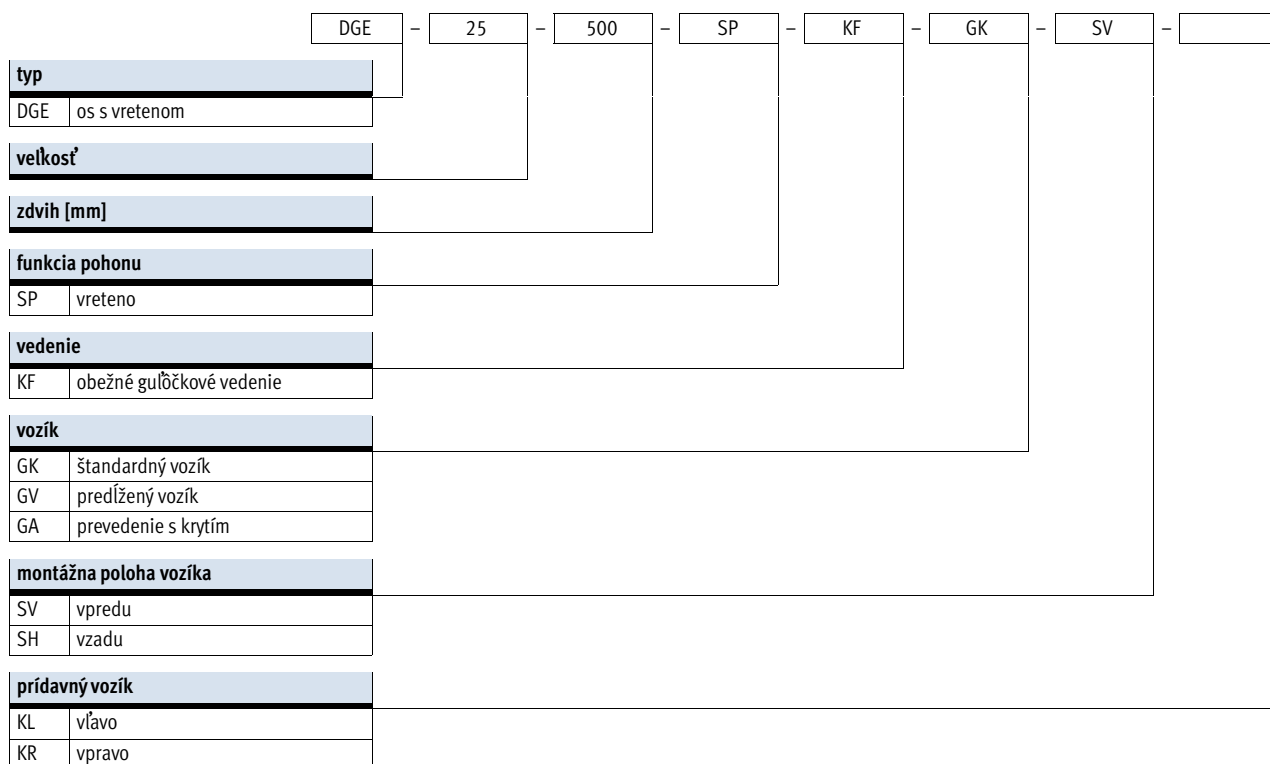 DGE – 25 – 500 – SP – KF – GK – SV –
typ
DGE os s vretenom
veľkosť
zdvih [mm]
funkcia pohonu
SP vreteno
vedenie
KF obežné guľôčkové vedenie
vozík
GK štandardný vozík
GV predĺžený vozík
GA prevedenie s krytím
montážna poloha vozíka
SV vpredu
SH vzadu
prídavný vozík
KL vľavo
KR vpravo